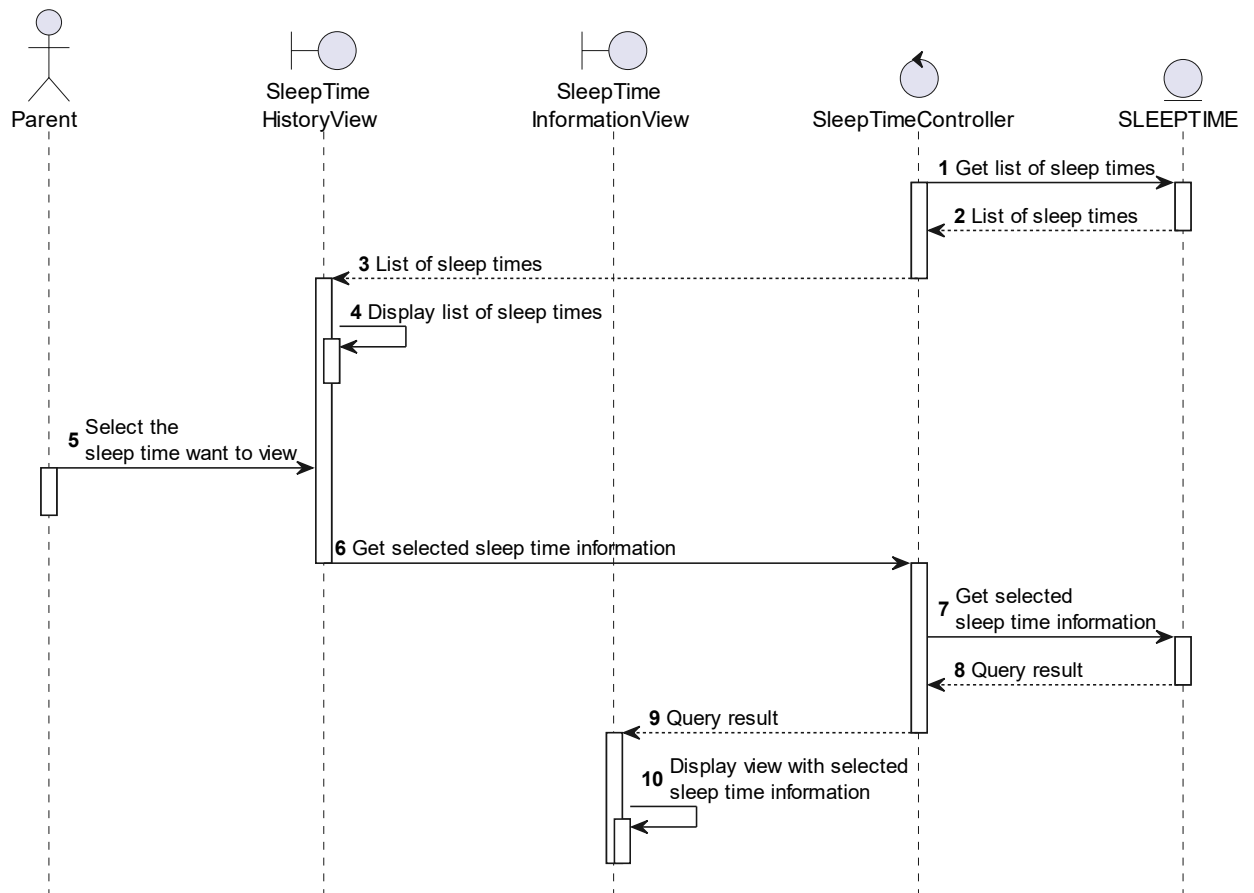 Parent
SleepTime
HistoryView
SleepTime
InformationView
SleepTimeController
SLEEPTIME
1 Get list of sleep times
2 List of sleep times
3 List of sleep times
4 Display list of sleep times
5 Select the
sleep time want to view
6 Get selected sleep time information
7 Get selected
sleep time information
8 Query result
9 Query result
10 Display view with selected
sleep time information